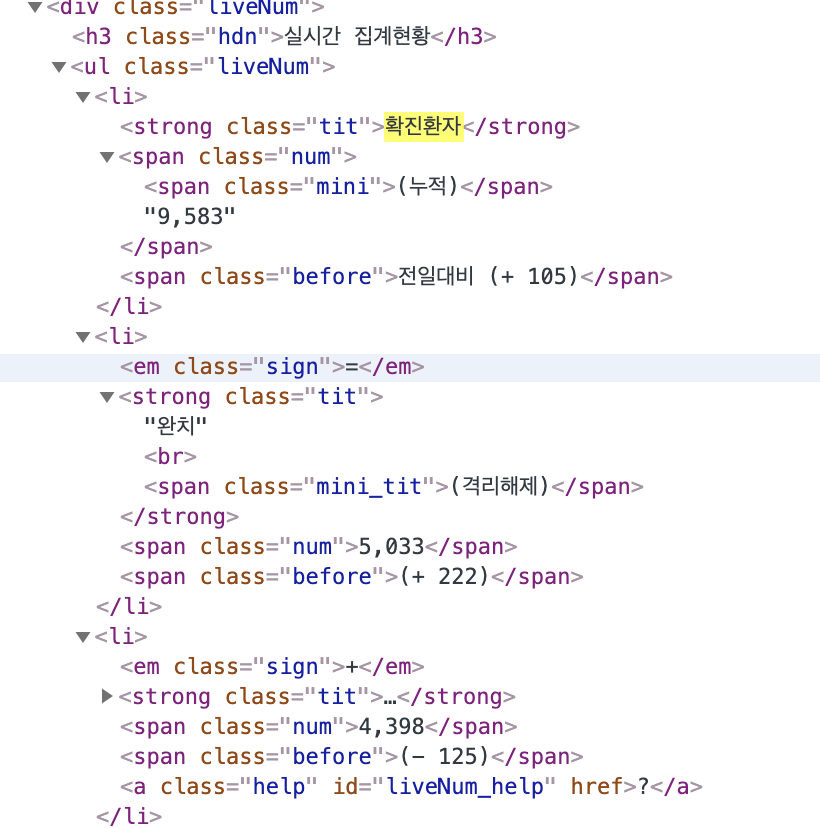 ▼<div class="liveNum">
<h3 class="hdn">실시간 집계현황</h3>
▼<ul class="liveNum">
▼<li>
<strong class="tit">확진환자</strong>
▼<span class="num">
<span class="mini">(누적)</span>
"9,583"
</span>
<span class="before">전일대비 (+ 105)</span>
</li>
▼<li>
<em class="sign">=</em>
▼<strong class="tit">
"완치"
<br>
<span class="mini_tit">(격리해제)</span>
</strong>
<span class="num">5,033</span>
<span class="before">(+ 222)</span>
</li>
▼<li>
<em class="sign">+</em>
▶<strong class="tit">…</strong>
<span class="num">4,398</span>
<span class="before">(- 125)</span>
<a class="help" id="liveNum_help" href>?</a>
</li>